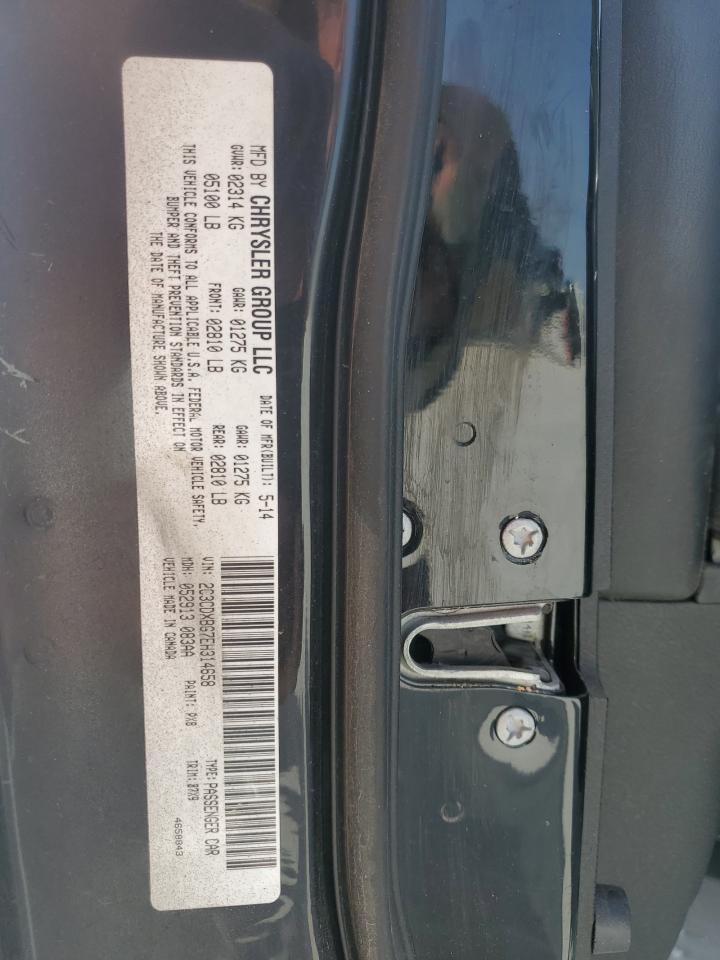 MFD BY CHRYSLER GROUP LLC
DATE OF MFR(BUILT): 5-14
GVWR: 02314 KG
GAWR: 01275 KG
GAWR: 01275 KG
05100 LB
FRONT: 02810 LB
REAR: 02810 LB
THIS VEHICLE CONFORMS TO ALL APPLICABLE U.S.A. FEDERAL MOTOR VEHICLE SAFETY,
BUMPER AND THEFT PREVENTION STANDARDS IN EFFECT ON
THE DATE OF MANUFACTURE SHOWN ABOVE.
VIN: 2C3CDXBG7EH314658
TYPE: PASSENGER CAR
MDH: 052913 083AA
PAINT: PX8
TRIM: B7X9
VEHICLE MADE IN CANADA
4658843